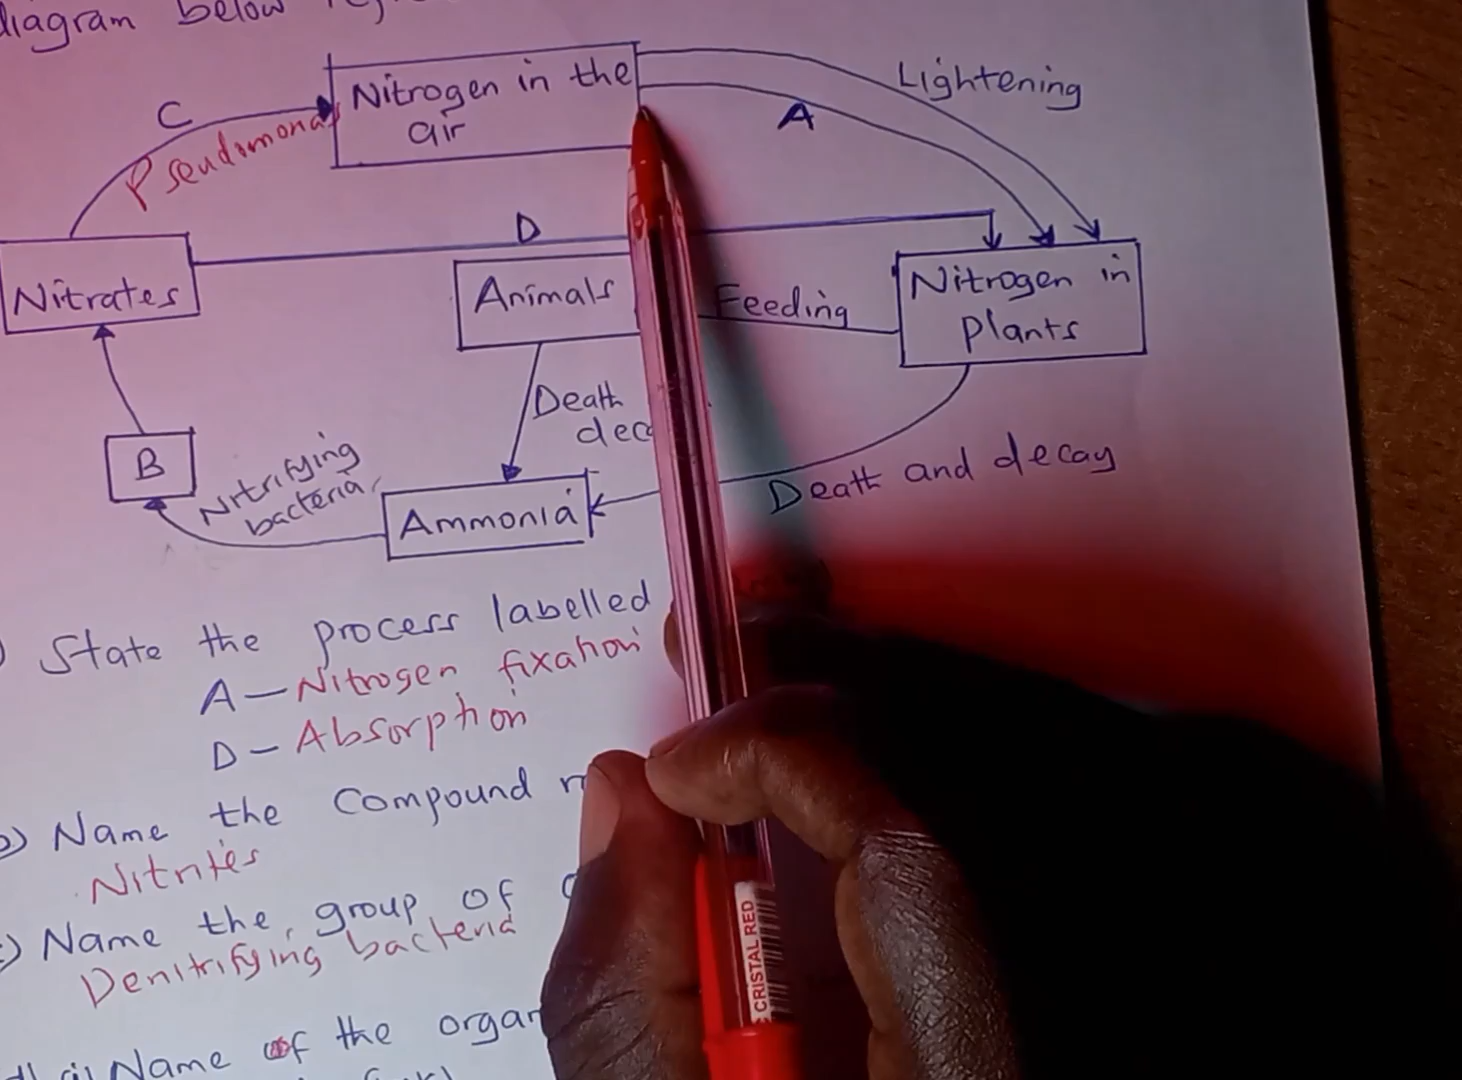 diagram below
Nitrogen in the
air
Lightening
C
A
Pseudomonas
D
Nitrates
Animals
Feeding
Nitrogen in
plants
Death
dec
B
Nitrifying
bacteria
Ammonia
Death and decay
State the process labelled
A - Nitrogen fixation
D - Absorption
Name the compound
Nitrites
Name the group of
Denitrifying bacteria
Name of the organ
CRISTAL RED